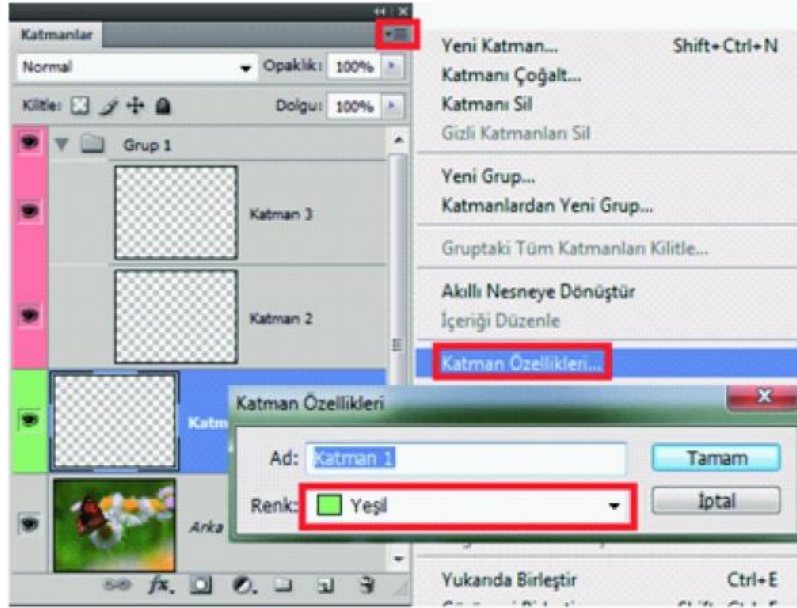 Katmanlar
Normal
Opaklık: 100%
Kilitle:
Dolgu: 100%
Grup 1
Katman 3
Katman 2
Katm
Arka
fx.
Yeni Katman... Shift+Ctrl+N
Katmanı Çoğalt...
Katmanı Sil
Gizli Katmanları Sil
Yeni Grup...
Katmanlardan Yeni Grup...
Gruptaki Tüm Katmanları Kilitle...
Akıllı Nesneye Dönüştür
İçeriği Düzenle
Katman Özellikleri...
Katman Özellikleri
Ad: Katman 1
Tamam
Renk: Yeşil
İptal
Yukarıda Birleştir Ctrl+E